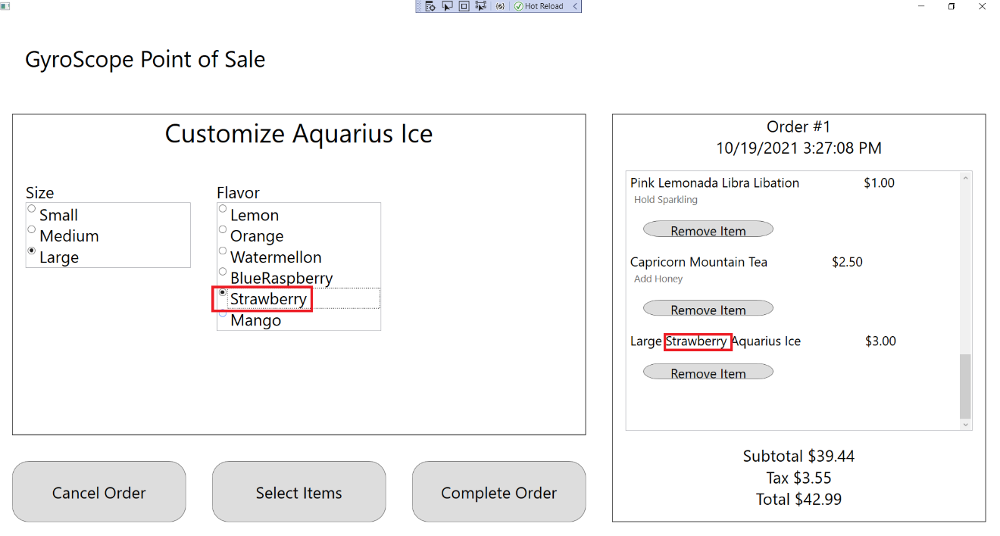 Hot Reload
GyroScope Point of Sale
Customize Aquarius Ice
Size
Small
Medium
Large
Flavor
Lemon
Orange
Watermellon
BlueRaspberry
Strawberry
Mango
Cancel Order
Select Items
Complete Order
Order #1
10/19/2021 3:27:08 PM
Pink Lemonada Libra Libation $1.00
Hold Sparkling
Remove Item
Capricorn Mountain Tea $2.50
Add Honey
Remove Item
Large Strawberry Aquarius Ice $3.00
Remove Item
Subtotal $39.44
Tax $3.55
Total $42.99